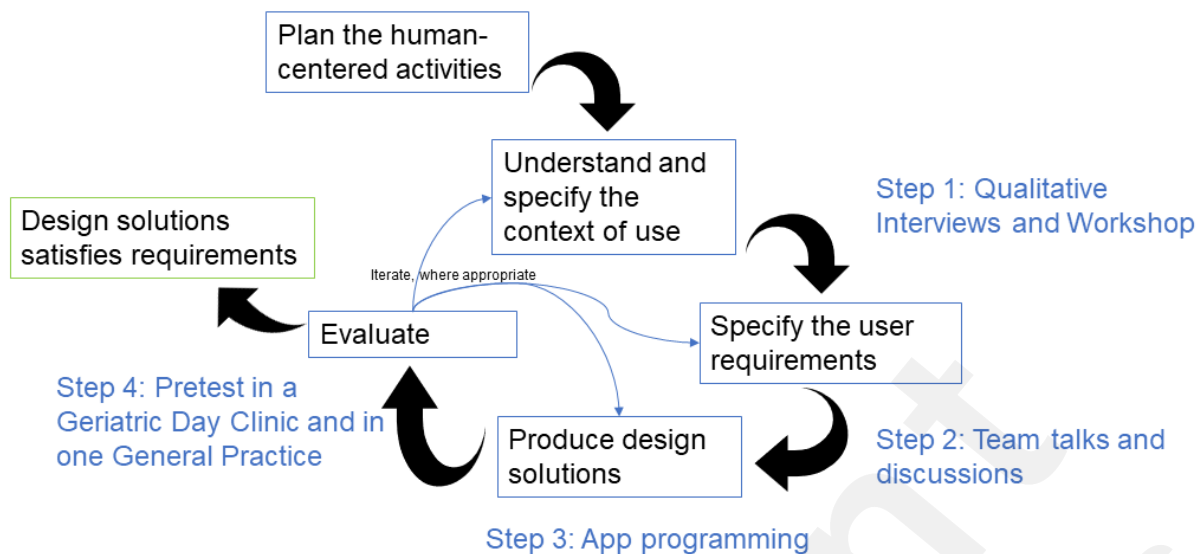 Plan the human-
centered activities
Understand and
specify the
context of use
Step 1: Qualitative
Interviews and Workshop
Design solutions
satisfies requirements
Iterate, where appropriate
Evaluate
Specify the user
requirements
Step 4: Pretest in a
Geriatric Day Clinic and in
one General Practice
Produce design
solutions
Step 2: Team talks and
discussions
Step 3: App programming